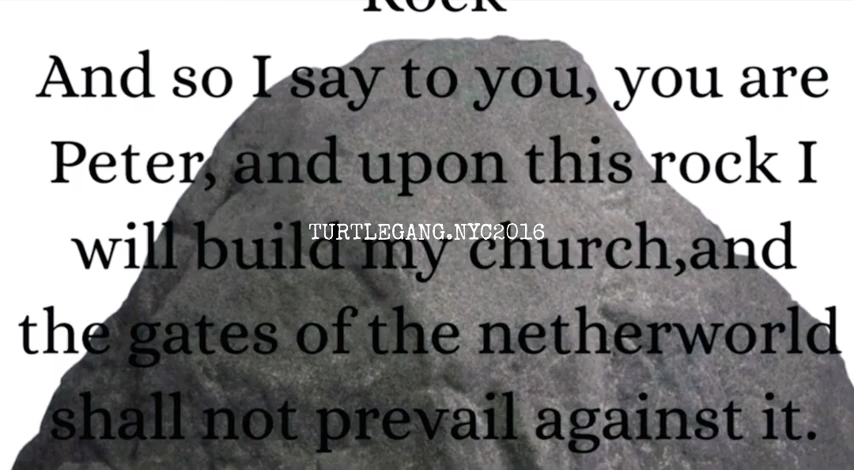 Rock
And so I say to you, you are
Peter, and upon this rock I
TURTLEGANG.NYC2016
will build my church,and
the gates of the netherworld
shall not prevail against it.